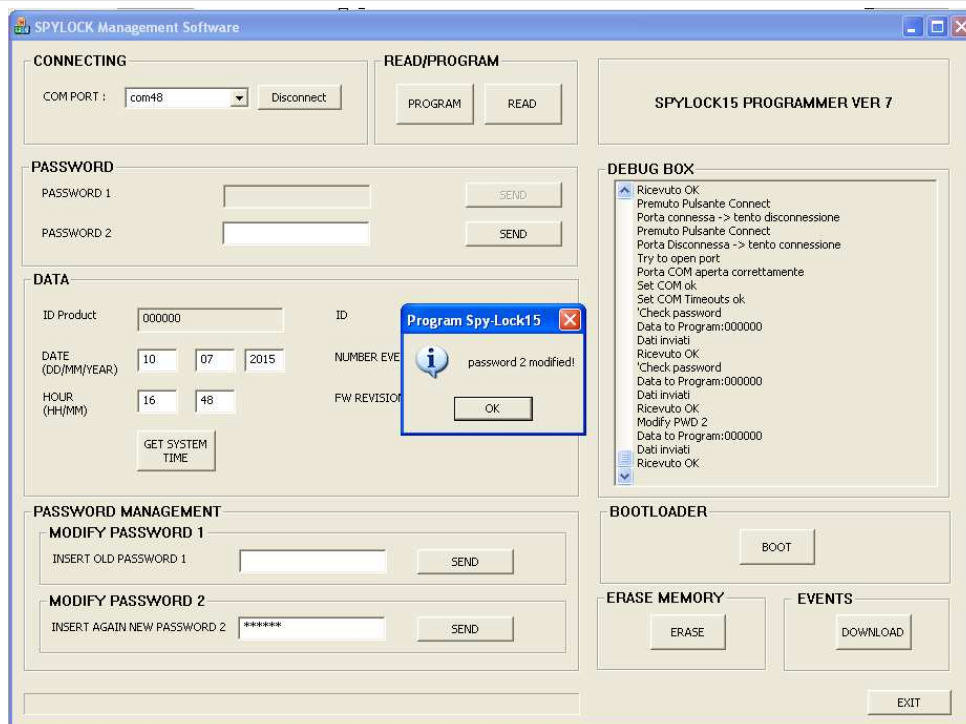 SPYLOCK Management Software
CONNECTING
COM PORT :
com48
Disconnect
READ/PROGRAM
PROGRAM
READ
SPYLOCK15 PROGRAMMER VER 7
PASSWORD
PASSWORD 1
SEND
PASSWORD 2
SEND
DATA
ID Product
000000
ID
DATE
(DD/MM/YEAR)
10
07
2015
NUMBER EVE
HOUR
(HH/MM)
16
48
FW REVISION
GET SYSTEM
TIME
Program Spy-Lock15
password 2 modified!
OK
DEBUG BOX
Ricevuto OK
Premuto Pulsante Connect
Porta connessa -> tento disconnessione
Premuto Pulsante Connect
Porta Disconnessa -> tento connessione
Try to open port
Porta COM aperta correttamente
Set COM ok
Set COM Timeouts ok
'Check password
Data to Program:000000
Dati inviati
Ricevuto OK
'Check password
Data to Program:000000
Dati inviati
Ricevuto OK
Modify PWD 2
Data to Program:000000
Dati inviati
Ricevuto OK
PASSWORD MANAGEMENT
MODIFY PASSWORD 1
INSERT OLD PASSWORD 1
SEND
MODIFY PASSWORD 2
INSERT AGAIN NEW PASSWORD 2
******
SEND
BOOTLOADER
BOOT
ERASE MEMORY
ERASE
EVENTS
DOWNLOAD
EXIT